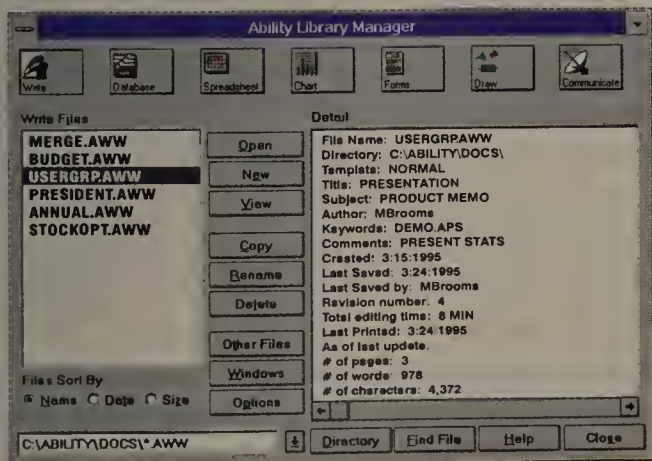 Ability Library Manager
Write
Database
Spreadsheet
Chart
Forms
Draw
Communicate
Write Files
MERGE.AWW
BUDGET.AWW
USERGRP.AWW
PRESIDENT.AWW
ANNUAL.AWW
STOCKOPT.AWW
Files Sort By
Name Date Size
C:\ABILITY\DOCS\*.AWW
Open
New
View
Copy
Rename
Delete
Other Files
Windows
Options
Detail
File Name: USERGRP.AWW
Directory: C:\ABILITY\DOCS\
Template: NORMAL
Title: PRESENTATION
Subject: PRODUCT MEMO
Author: MBrooms
Keywords: DEMO.APS
Comments: PRESENT STATS
Created: 3:15:1995
Last Saved: 3:24:1995
Last Saved by: MBrooms
Revision number. 4
Total editing time: 8 MIN
Last Printed: 3:24 1995
As of last update.
# of pages: 3
# of words: 978
# of characters: 4,372
Directory
Find File
Help
Close